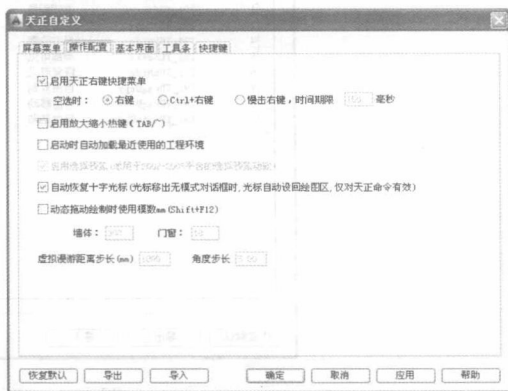 天正自定义
屏幕菜单 操作配置 基本界面 工具条 快捷键
启用天正右键快捷菜单
空选时： 右键 Ctrl+右键 慢击右键，时间期限 毫秒
启用放大缩小热键（TAB/~）
启动时自动加载最近使用的工程环境
自动恢复十字光标（光标移出无模式对话框时，光标自动设回绘图区，仅对天正命令有效）
动态拖动绘制时使用模数mm(Shift+F12)
墙体： 门窗：
虚拟漫游距离步长(mm) 角度步长
恢复默认 导出 导入 确定 取消 应用 帮助